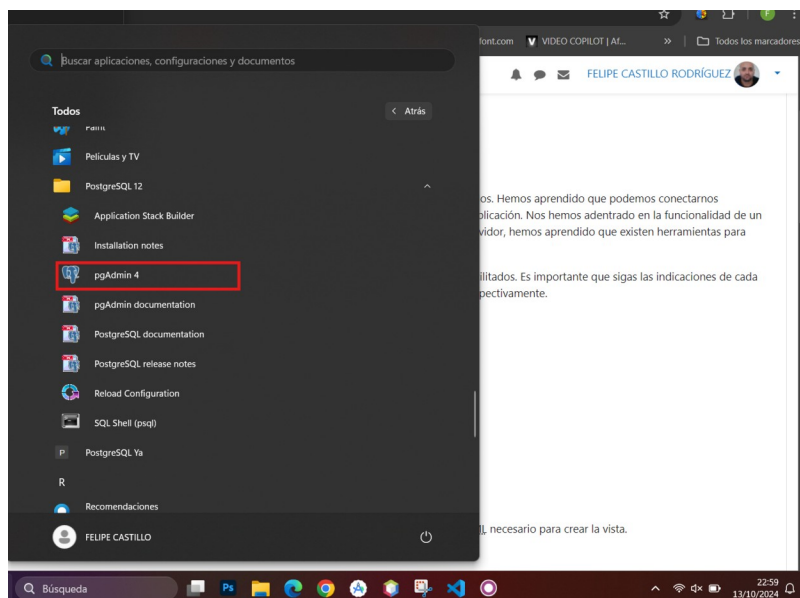 font.com
VIDEO COPILOT | Af...
»
Todos los marcadores
F
Buscar aplicaciones, configuraciones y documentos
FELIPE CASTILLO RODRÍGUEZ
Todos
< Atrás
Paint
Películas y TV
PostgreSQL 12
Application Stack Builder
Installation notes
pgAdmin 4
pgAdmin documentation
PostgreSQL documentation
PostgreSQL release notes
Reload Configuration
SQL Shell (psql)
P PostgreSQL Ya
R
Recomendaciones
FELIPE CASTILLO
os. Hemos aprendido que podemos conectarnos
plicación. Nos hemos adentrado en la funcionalidad de un
vidor, hemos aprendido que existen herramientas para
ilitados. Es importante que sigas las indicaciones de cada
pectivamente.
necesario para crear la vista.
Búsqueda
Ps
22:59
13/10/2024